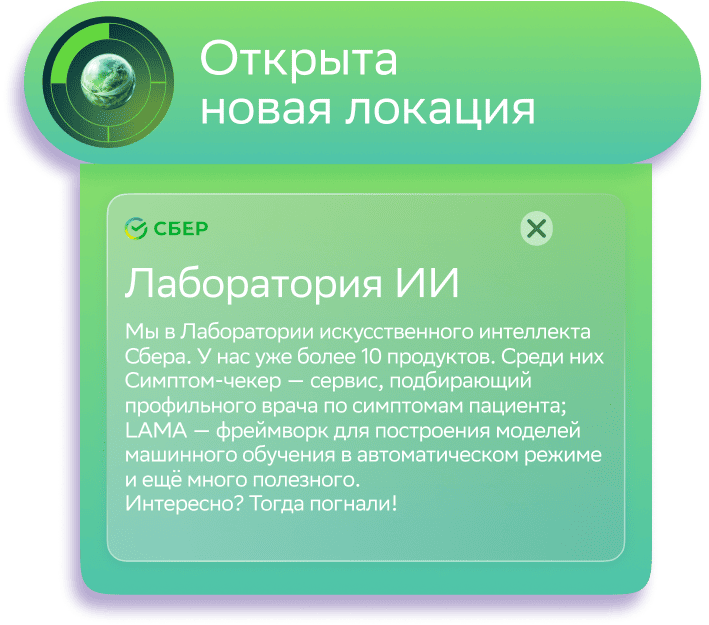 Открыта
новая локация
СБЕР
Лаборатория ИИ
Мы в Лаборатории искусственного интеллекта
Сбера. У нас уже более 10 продуктов. Среди них
Симптом-чекер — сервис, подбирающий
профильного врача по симптомам пациента;
LAMA — фреймворк для построения моделей
машинного обучения в автоматическом режиме
и ещё много полезного.
Интересно? Тогда погнали!